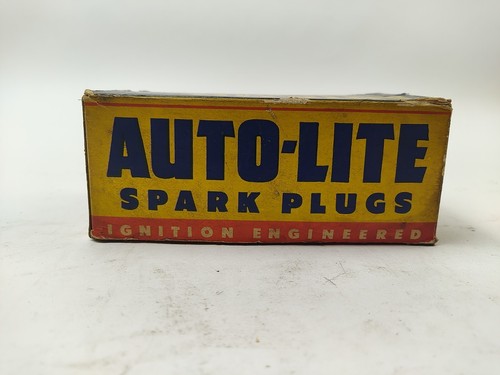 AUTO-LITE
SPARK PLUGS
IGNITION ENGINEERED